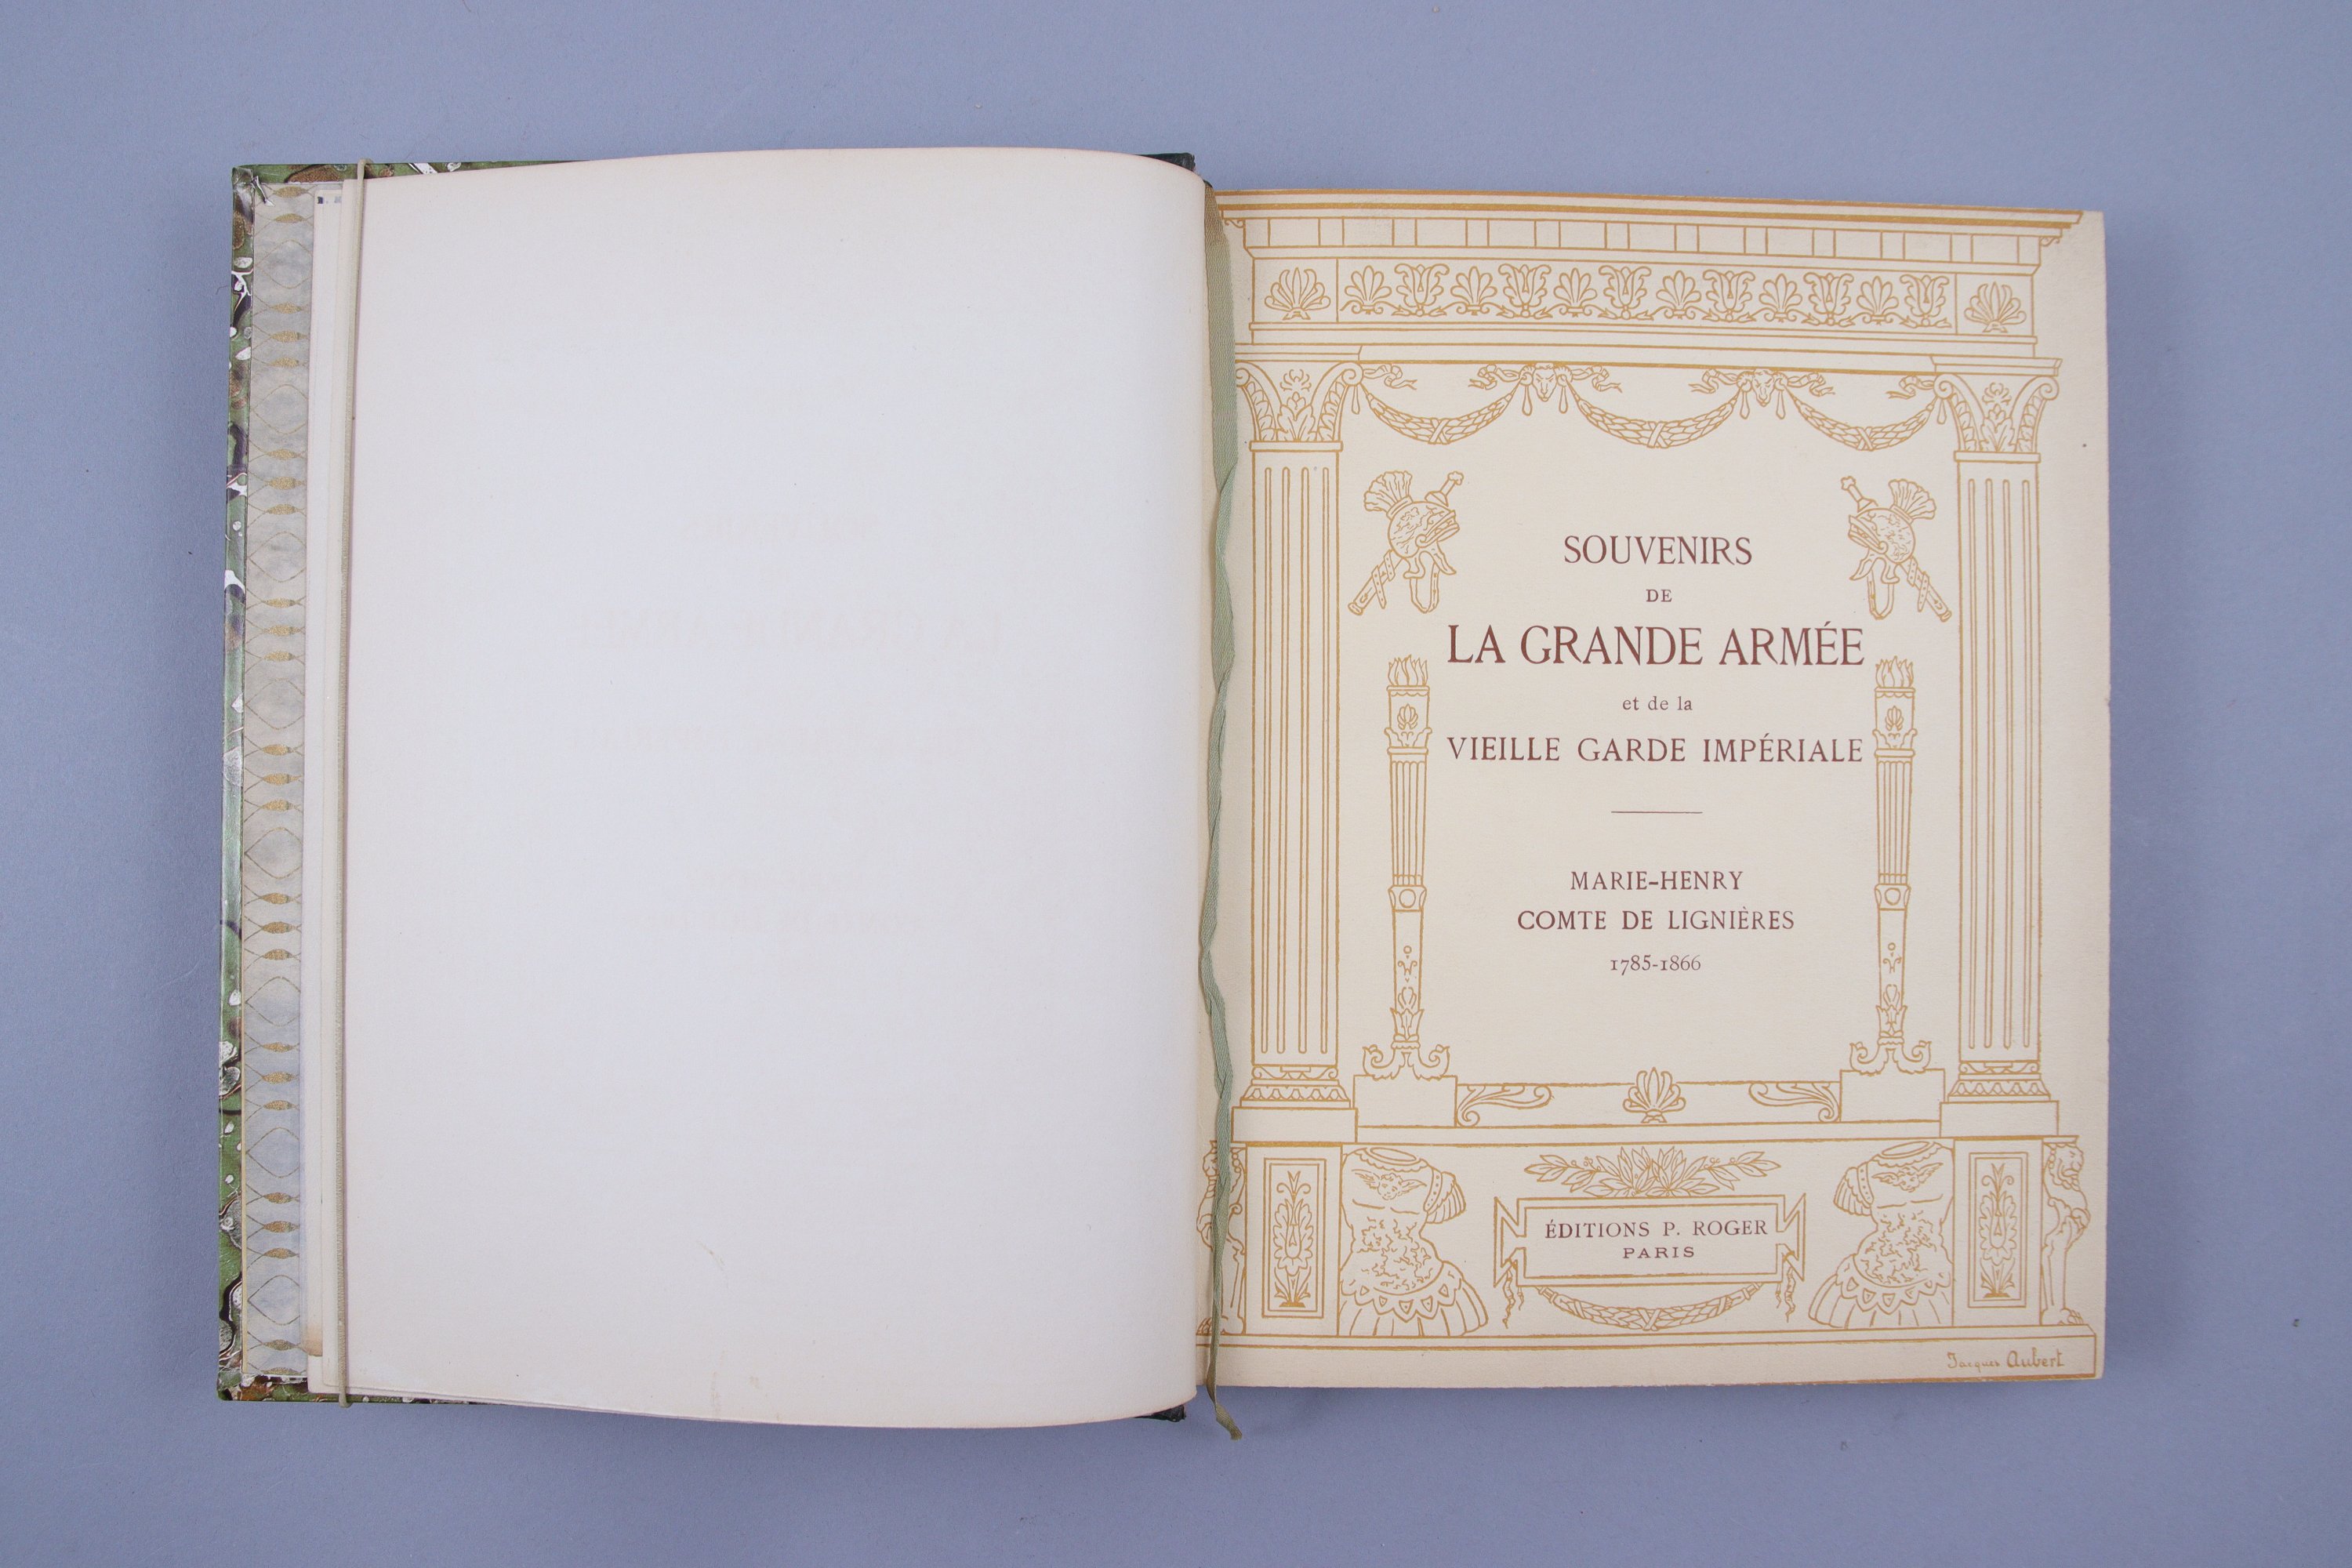 SOUVENIRS
DE
LA GRANDE ARMÉE
et de la
VIEILLE GARDE IMPÉRIALE
MARIE-HENRY
COMTE DE LIGNIÈRES
1785-1866
ÉDITIONS P. ROGER
PARIS
Jacques Aubert